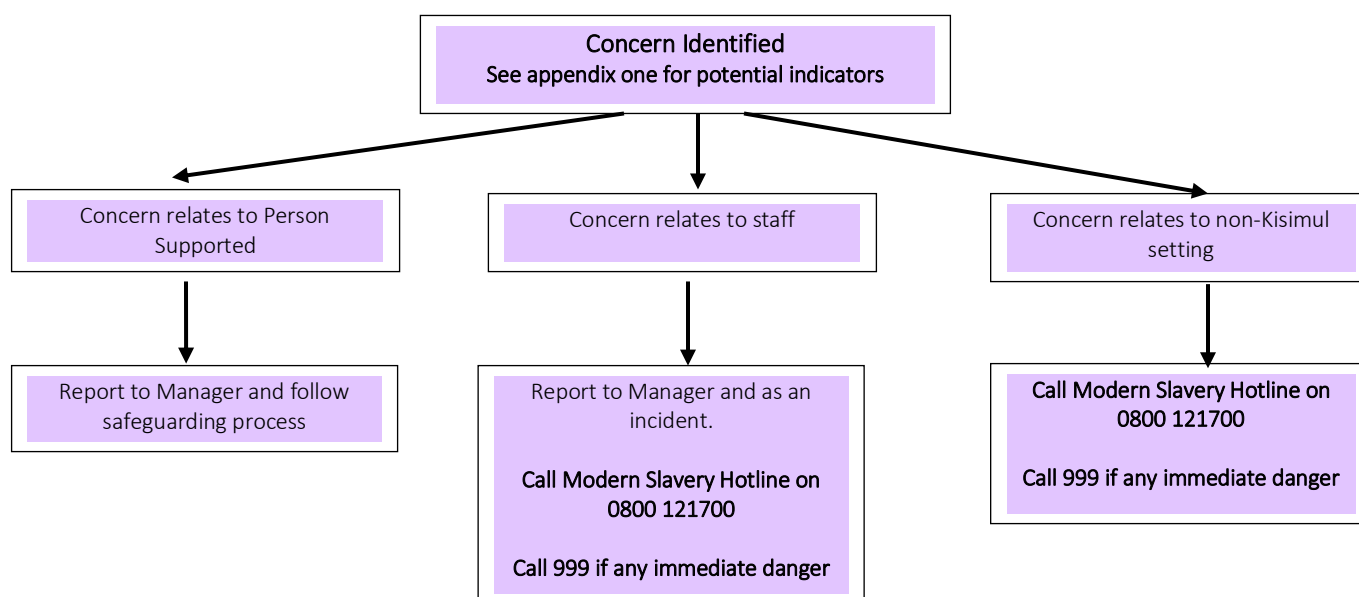 Concern Identified
See appendix one for potential indicators
Concern relates to Person
Supported
Concern relates to staff
Concern relates to non-Kisimul
setting
Report to Manager and follow
safeguarding process
Report to Manager and as an
incident.
Call Modern Slavery Hotline on
0800 121700
Call 999 if any immediate danger
Call Modern Slavery Hotline on
0800 121700
Call 999 if any immediate danger